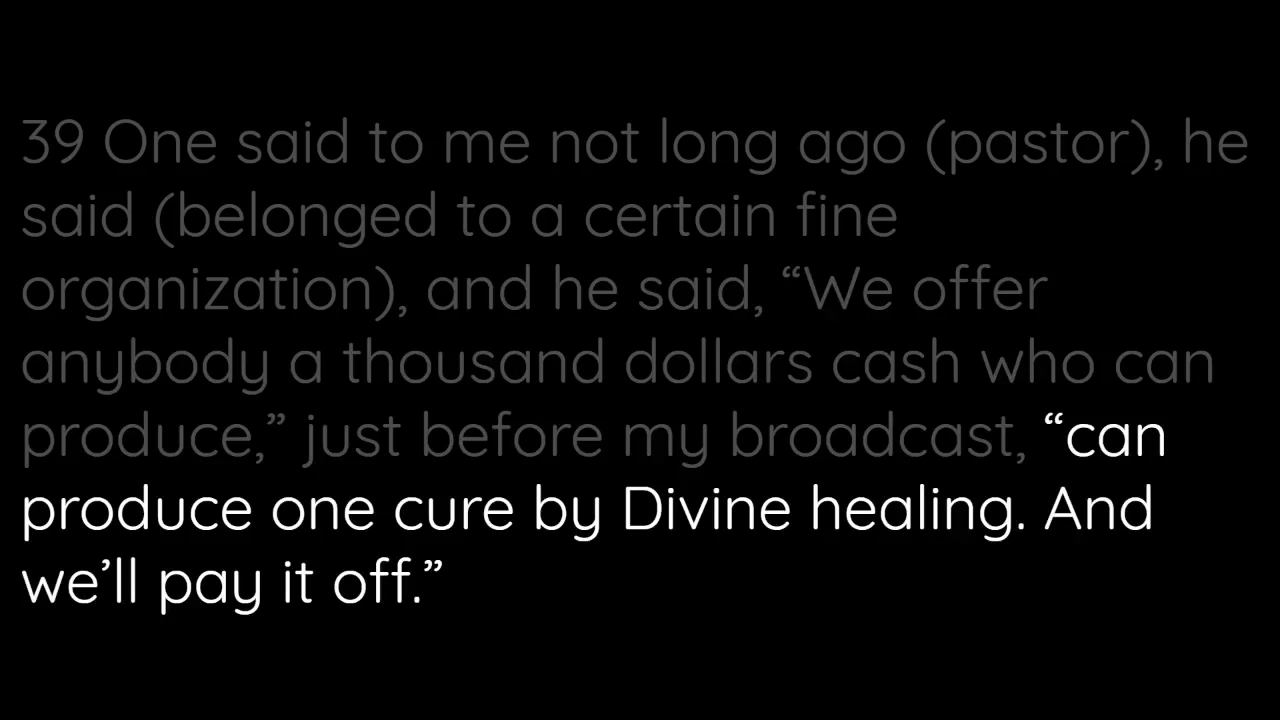 39 One said to me not long ago (pastor), he
said (belonged to a certain fine
organization), and he said, “We offer
anybody a thousand dollars cash who can
produce,” just before my broadcast, “can
produce one cure by Divine healing. And
we’ll pay it off.”